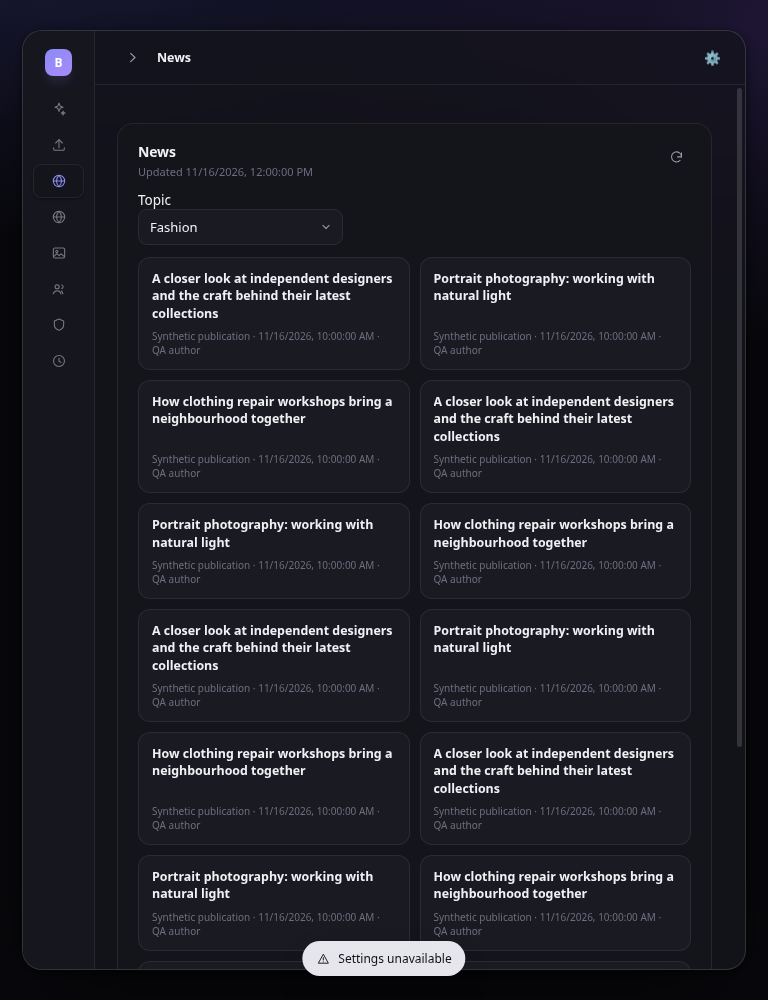 B
News
News
Updated 11/16/2026, 12:00:00 PM
Topic
Fashion
A closer look at independent designers
and the craft behind their latest
collections
Synthetic publication · 11/16/2026, 10:00:00 AM ·
QA author
Portrait photography: working with
natural light
Synthetic publication · 11/16/2026, 10:00:00 AM ·
QA author
How clothing repair workshops bring a
neighbourhood together
Synthetic publication · 11/16/2026, 10:00:00 AM ·
QA author
A closer look at independent designers
and the craft behind their latest
collections
Synthetic publication · 11/16/2026, 10:00:00 AM ·
QA author
Portrait photography: working with
natural light
Synthetic publication · 11/16/2026, 10:00:00 AM ·
QA author
How clothing repair workshops bring a
neighbourhood together
Synthetic publication · 11/16/2026, 10:00:00 AM ·
QA author
A closer look at independent designers
and the craft behind their latest
collections
Synthetic publication · 11/16/2026, 10:00:00 AM ·
QA author
Portrait photography: working with
natural light
Synthetic publication · 11/16/2026, 10:00:00 AM ·
QA author
How clothing repair workshops bring a
neighbourhood together
Synthetic publication · 11/16/2026, 10:00:00 AM ·
QA author
A closer look at independent designers
and the craft behind their latest
collections
Synthetic publication · 11/16/2026, 10:00:00 AM ·
QA author
Portrait photography: working with
natural light
Synthetic publication · 11/16/2026, 10:00:00 AM ·
QA author
How clothing repair workshops bring a
neighbourhood together
Synthetic publication · 11/16/2026, 10:00:00 AM ·
QA author
Settings unavailable